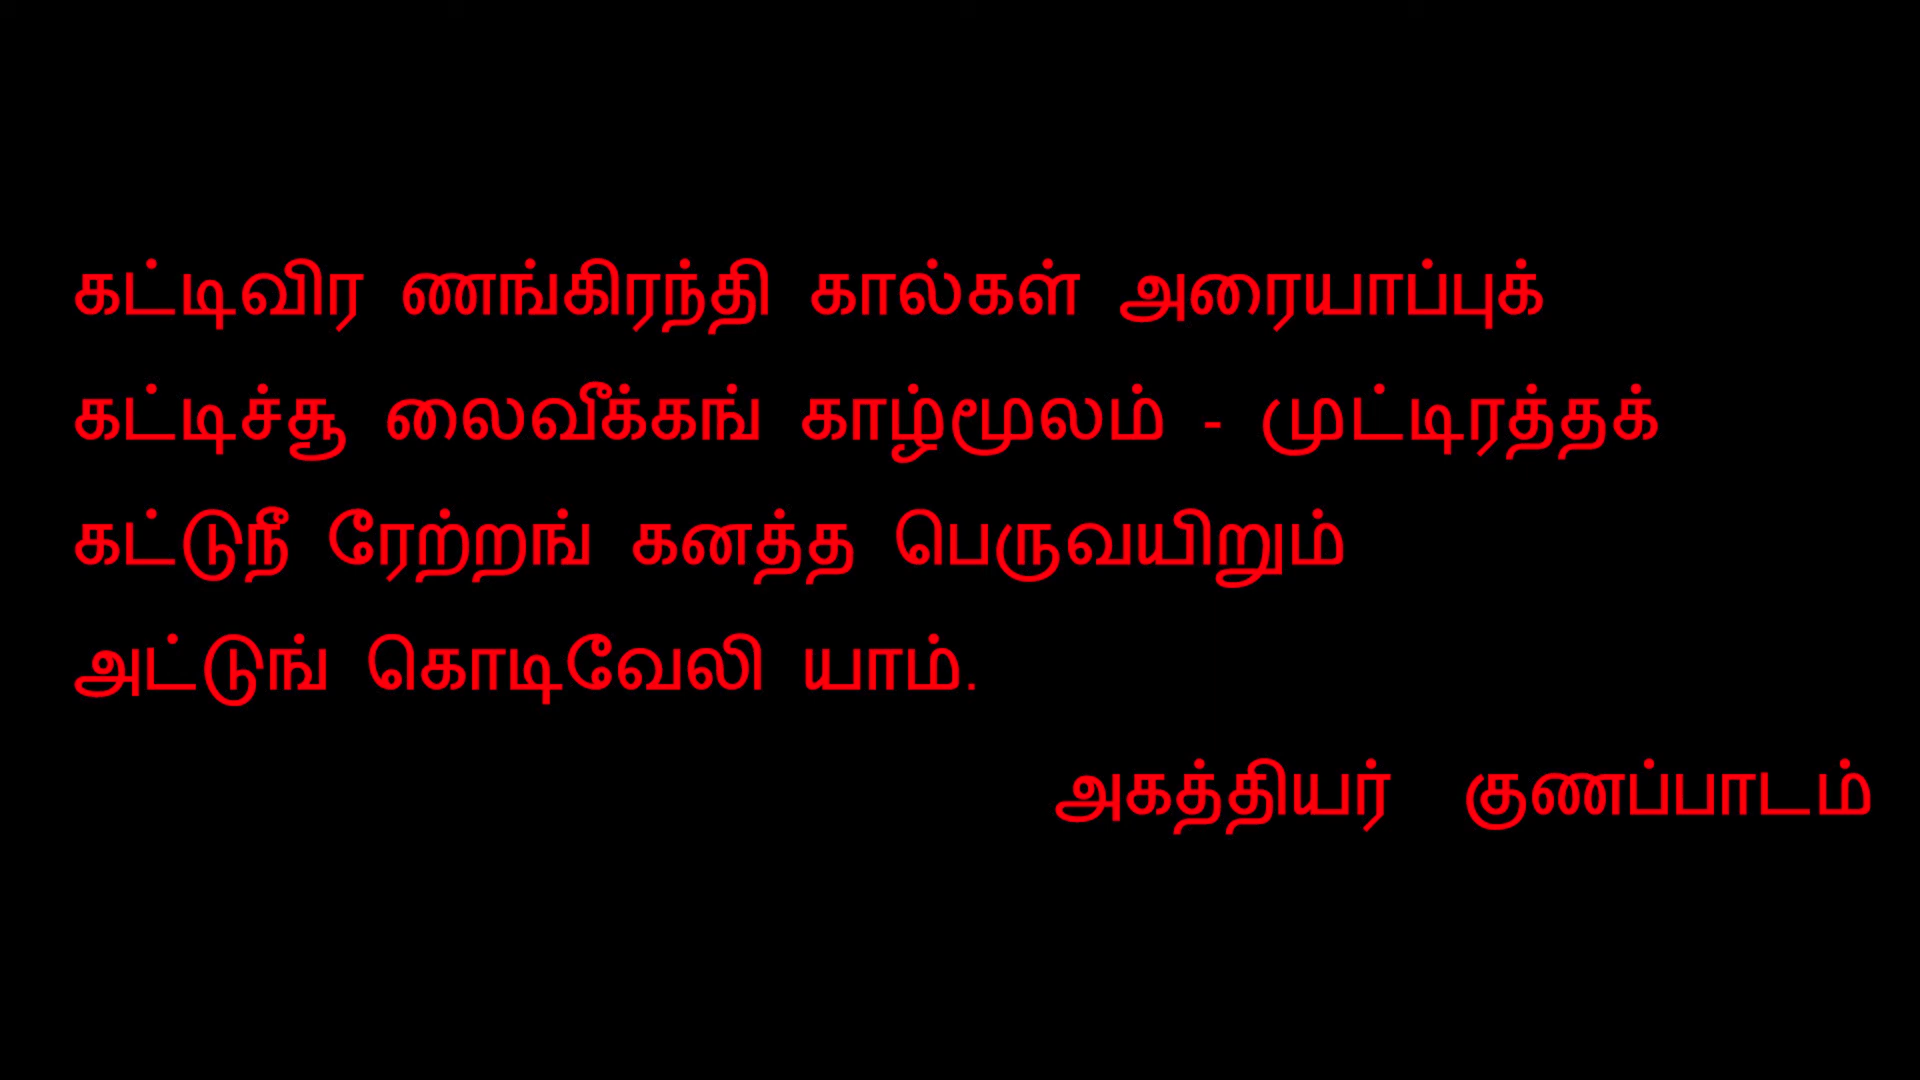 கட்டிவிர ணங்கிரந்தி கால்கள் அரையாப்புக்
கட்டிச்சூ லைவீக்கங் காழ்மூலம் - முட்டிரத்தக்
கட்டுநீ ரேற்றங் கனத்த பெருவயிறும்
அட்டுங் கொடிவேலி யாம்.
அகத்தியர் குணப்பாடம்